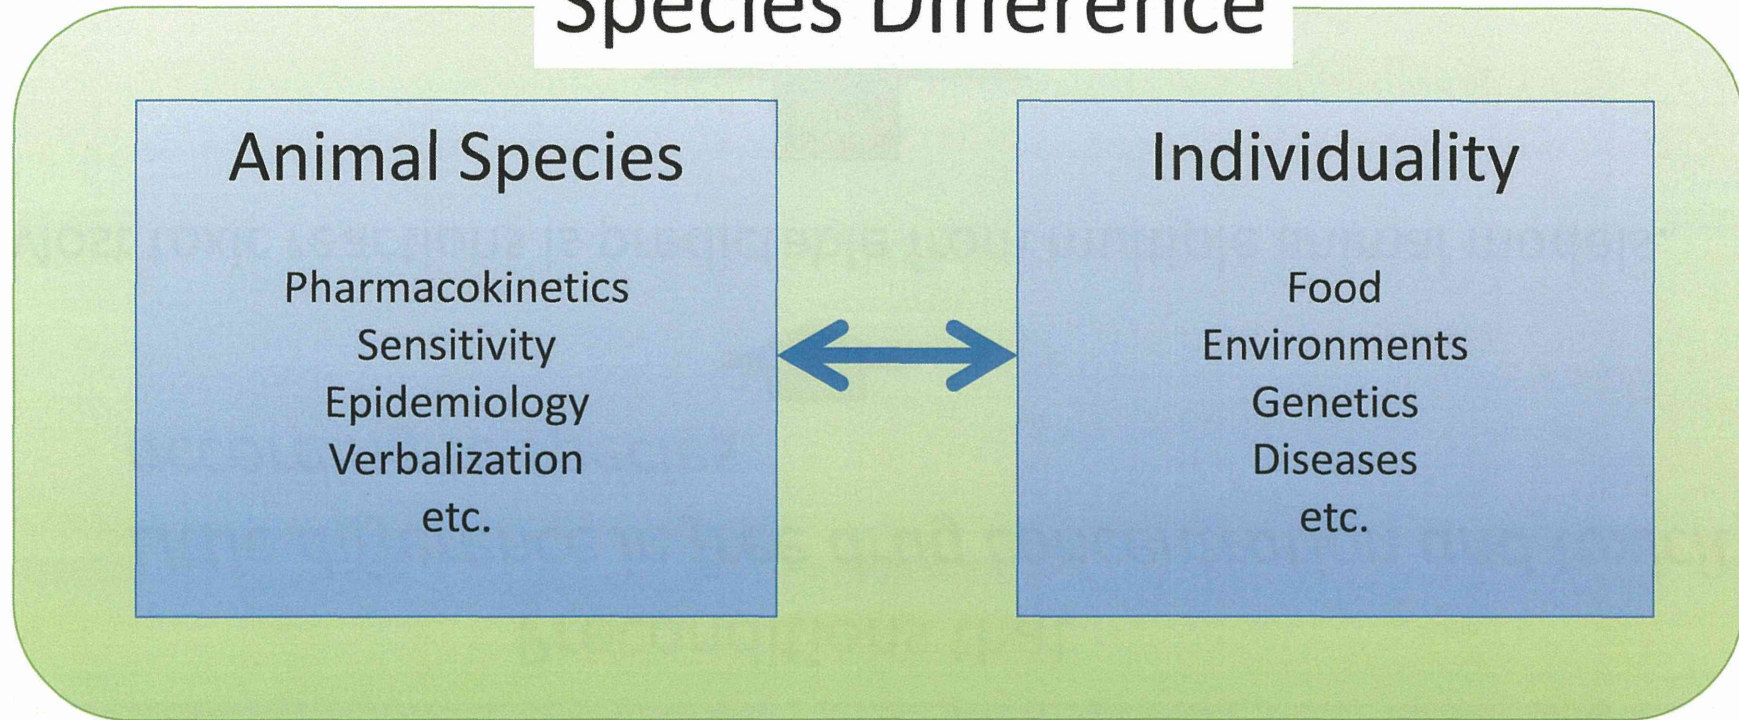 Species Difference
Animal Species
Pharmacokinetics
Sensitivity
Epidemiology
Verbalization
etc.
Individuality
Food
Environments
Genetics
Diseases
etc.